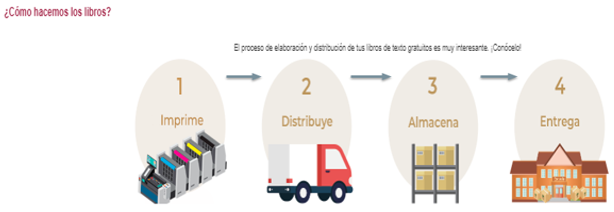 ¿Cómo hacemos los libros?
El proceso de elaboración y distribución de tus libros de texto gratuitos es muy interesante. ¡Conócelo!
1
Imprime
2
Distribuye
3
Almacena
4
Entrega